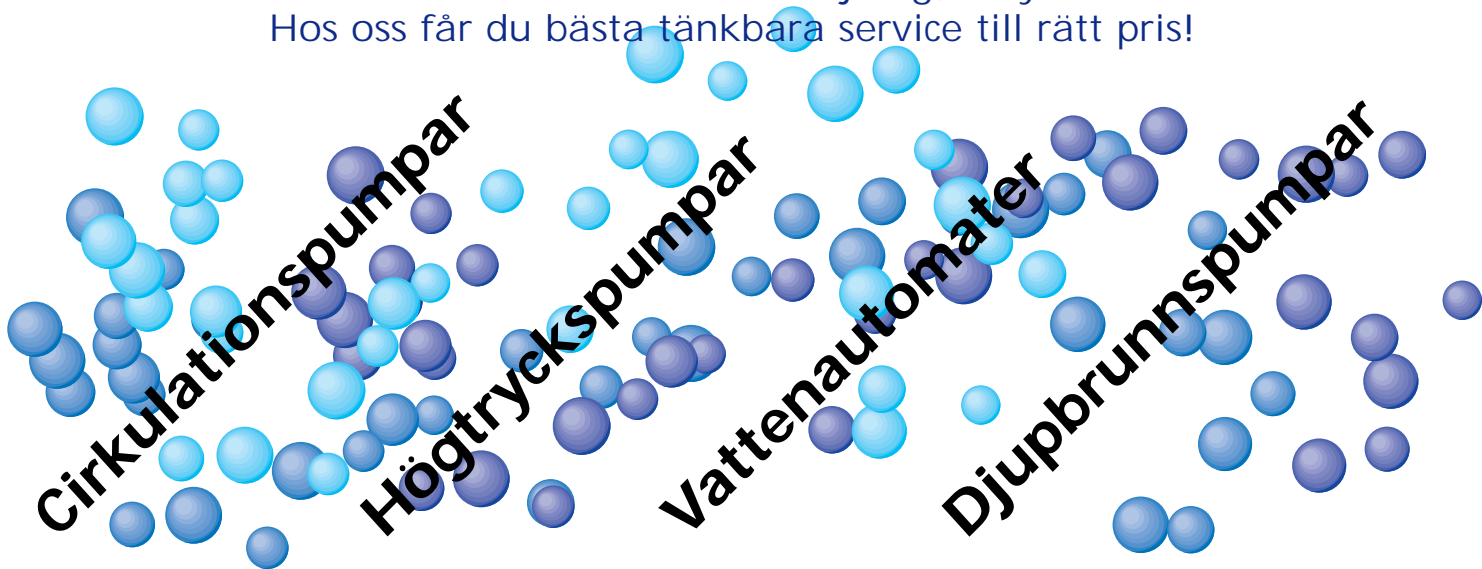 Hos oss får du bästa tänkbara service till rätt pris!
Cirkulationspumpar
Högtryckspumpar
Vattenautomater
Djupbrunnspumpar